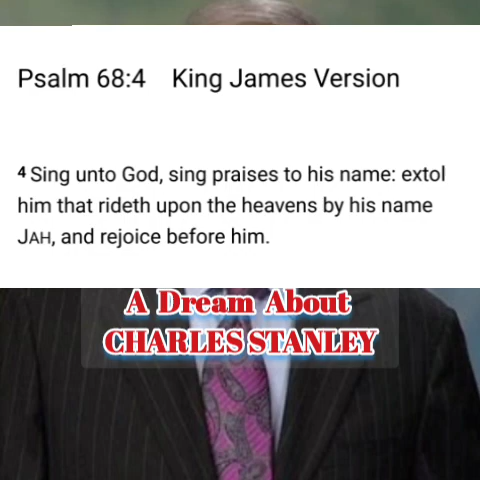 Psalm 68:4 King James Version
4 Sing unto God, sing praises to his name: extol
him that rideth upon the heavens by his name
JAH, and rejoice before him.
A Dream About
CHARLES STANLEY